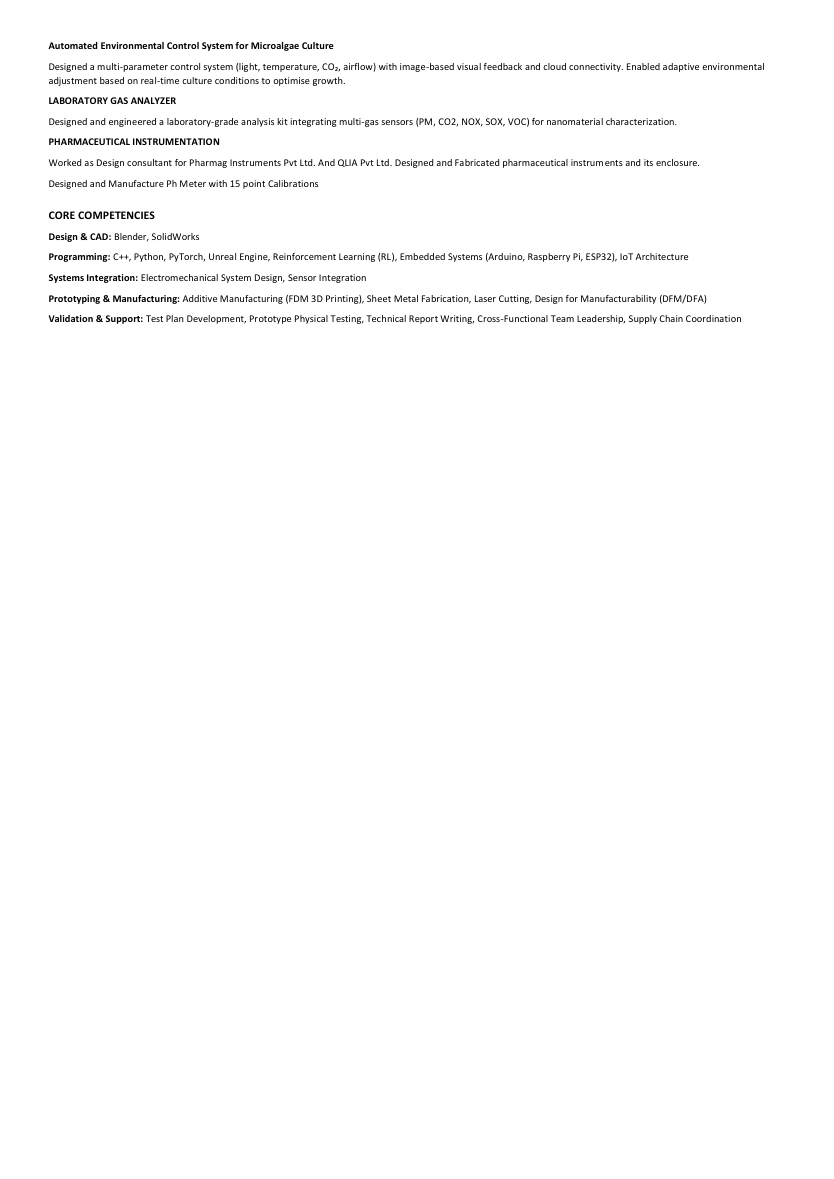 Automated Environmental Control System for Microalgae Culture
Designed a multi-parameter control system (light, temperature, CO₂, airflow) with image-based visual feedback and cloud connectivity. Enabled adaptive environmental
adjustment based on real-time culture conditions to optimise growth.
LABORATORY GAS ANALYZER
Designed and engineered a laboratory-grade analysis kit integrating multi-gas sensors (PM, CO2, NOX, SOX, VOC) for nanomaterial characterization.
PHARMACEUTICAL INSTRUMENTATION
Worked as Design consultant for Pharmag Instruments Pvt Ltd. And QLIA Pvt Ltd. Designed and Fabricated pharmaceutical instruments and its enclosure.
Designed and Manufacture Ph Meter with 15 point Calibrations
CORE COMPETENCIES
Design & CAD: Blender, SolidWorks
Programming: C++, Python, PyTorch, Unreal Engine, Reinforcement Learning (RL), Embedded Systems (Arduino, Raspberry Pi, ESP32), IoT Architecture
Systems Integration: Electromechanical System Design, Sensor Integration
Prototyping & Manufacturing: Additive Manufacturing (FDM 3D Printing), Sheet Metal Fabrication, Laser Cutting, Design for Manufacturability (DFM/DFA)
Validation & Support: Test Plan Development, Prototype Physical Testing, Technical Report Writing, Cross-Functional Team Leadership, Supply Chain Coordination